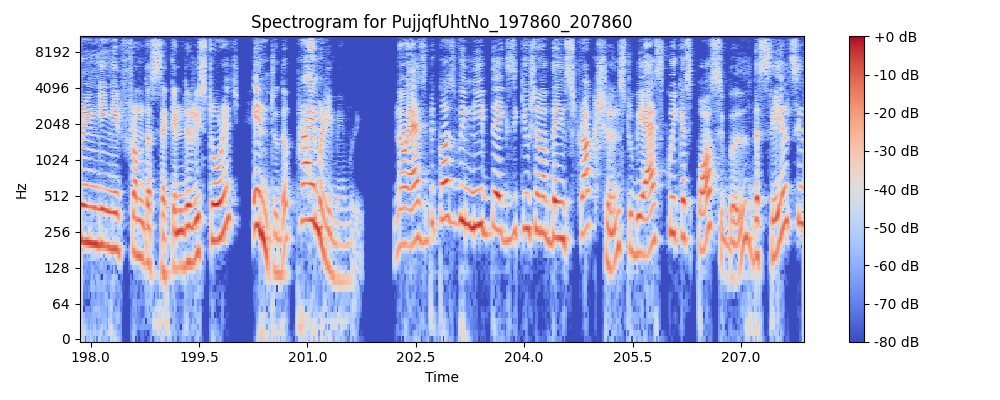 Spectrogram for PujjqfUhtNo_197860_207860
8192
4096
2048
1024
512
256
128
64
0
Hz
198.0 199.5 201.0 202.5 204.0 205.5 207.0
Time
+0 dB
-10 dB
-20 dB
-30 dB
-40 dB
-50 dB
-60 dB
-70 dB
-80 dB